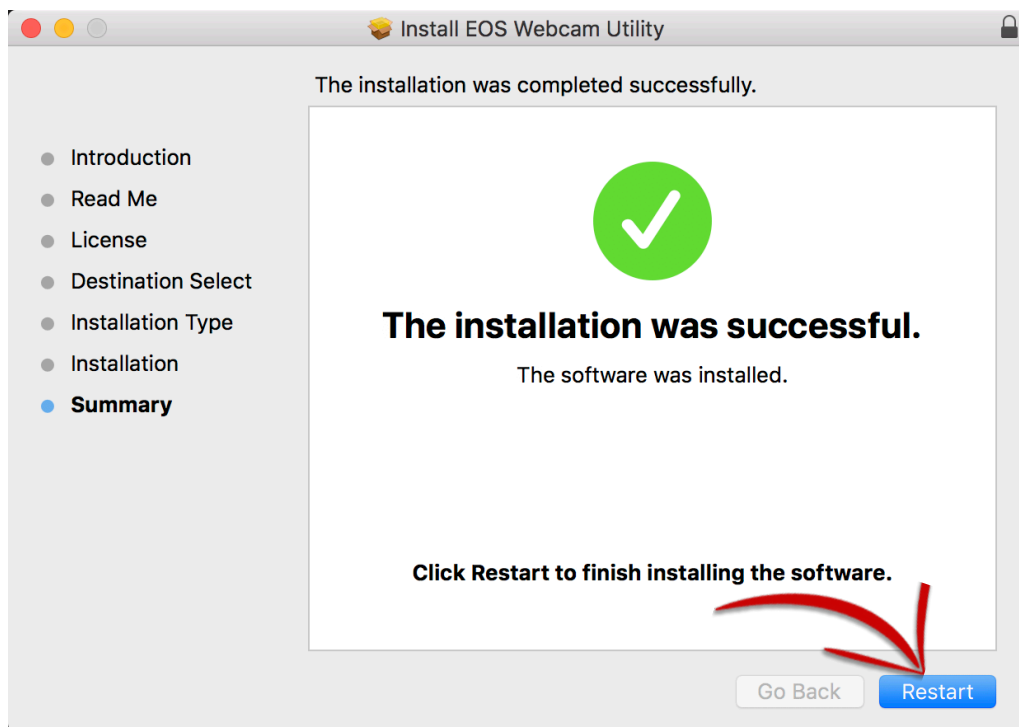 Install EOS Webcam Utility
The installation was completed successfully.
Introduction
Read Me
License
Destination Select
Installation Type
Installation
Summary
The installation was successful.
The software was installed.
Click Restart to finish installing the software.
Go Back
Restart